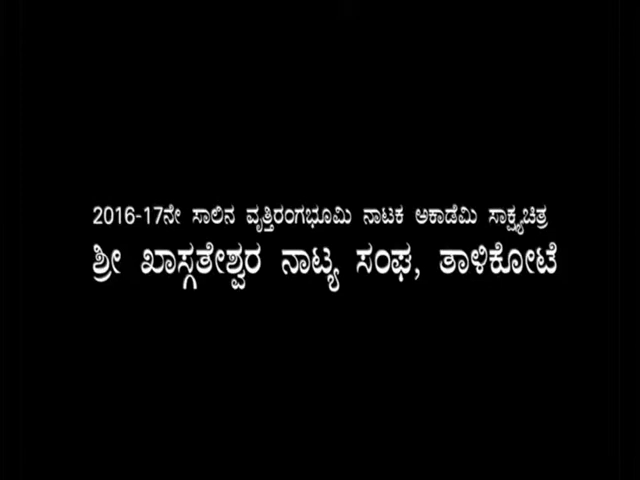 2016-17ನೇ ಸಾಲಿನ ವೃತ್ತಿರಂಗಭೂಮಿ ನಾಟಕ ಅಕಾಡೆಮಿ ಸಾಕ್ಷ್ಯಚಿತ್ರ
ಶ್ರೀ ಖಾಸ್ಗತೇಶ್ವರ ನಾಟ್ಯ ಸಂಘ, ತಾಳಿಕೋಟೆ